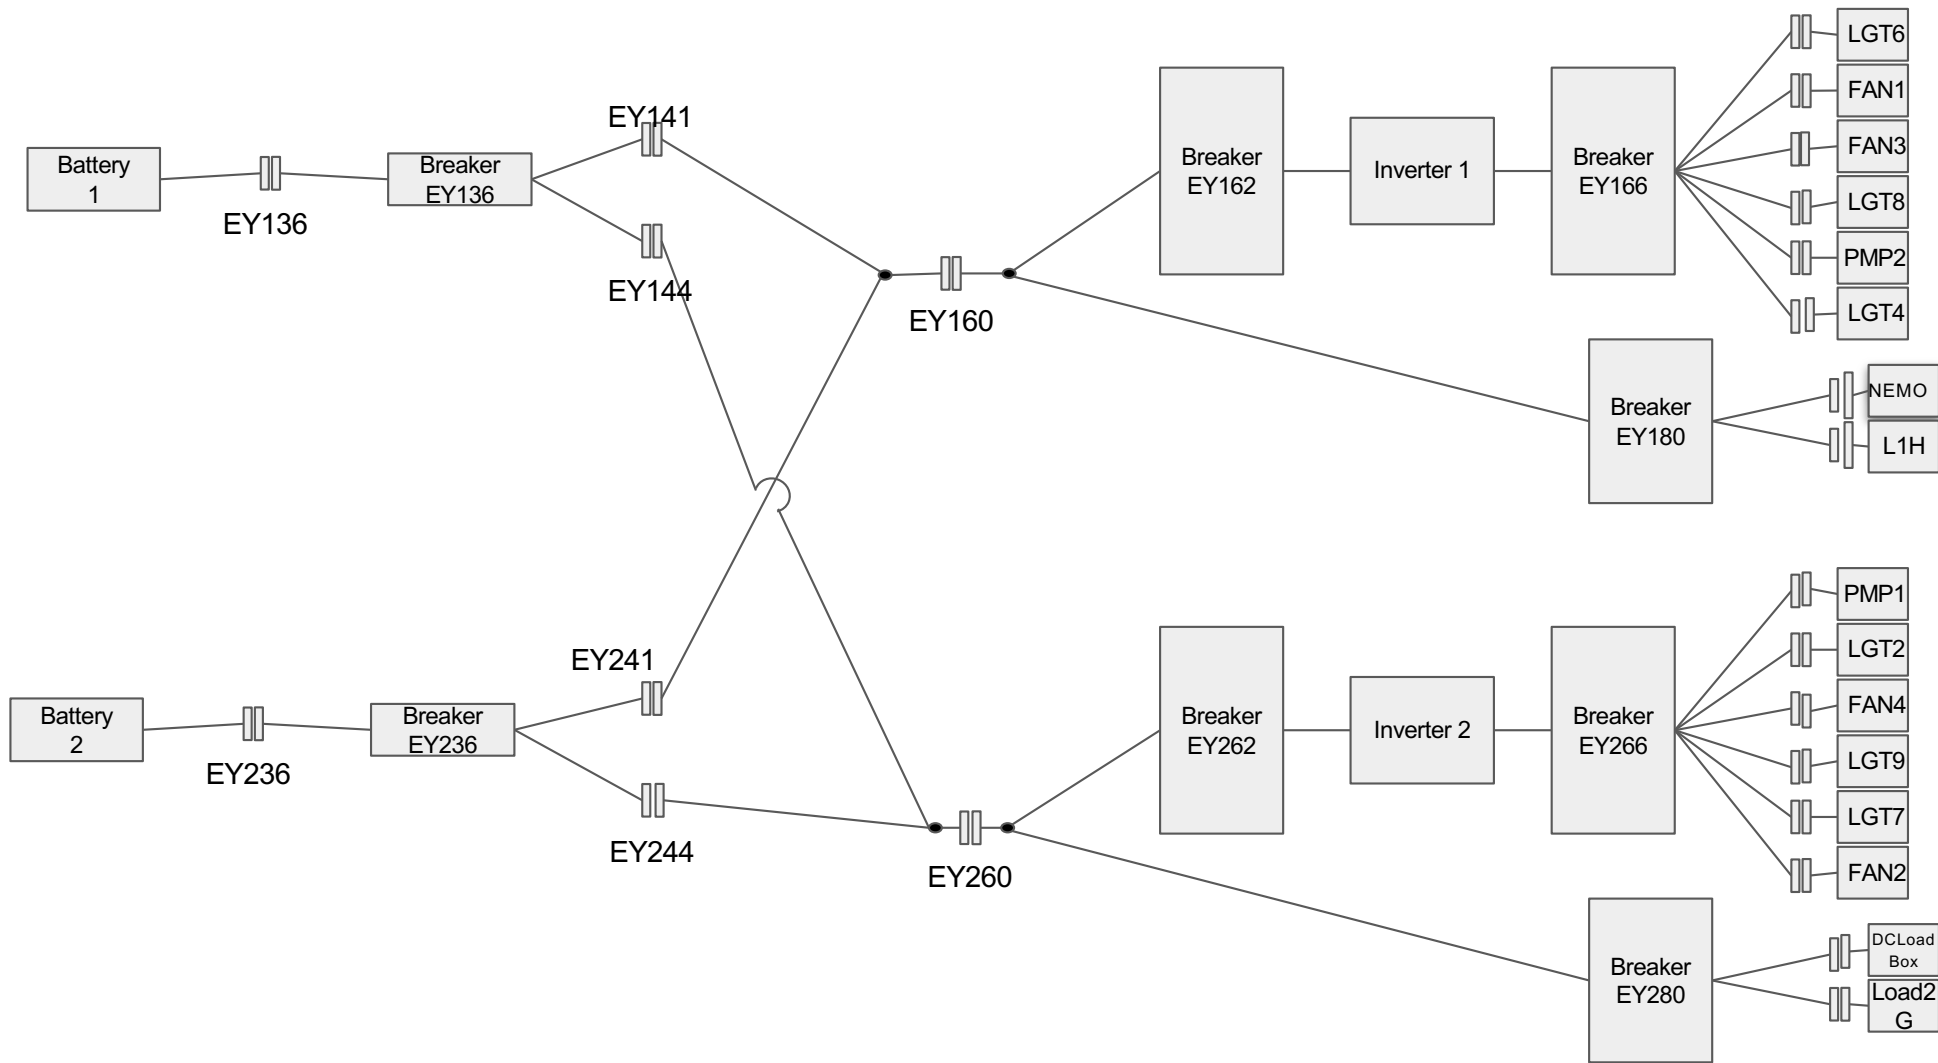 LGT6
FAN1
FAN3
LGT8
PMP2
LGT4
EY141
Battery
1
EY136
Breaker
EY136
EY144
EY160
Breaker
EY162
Inverter 1
Breaker
EY166
Breaker
EY180
NEMO
L1H
EY241
Battery
2
EY236
Breaker
EY236
EY244
EY260
Breaker
EY262
Inverter 2
Breaker
EY266
PMP1
LGT2
FAN4
LGT9
LGT7
FAN2
Breaker
EY280
DCLoad
Box
Load2
G